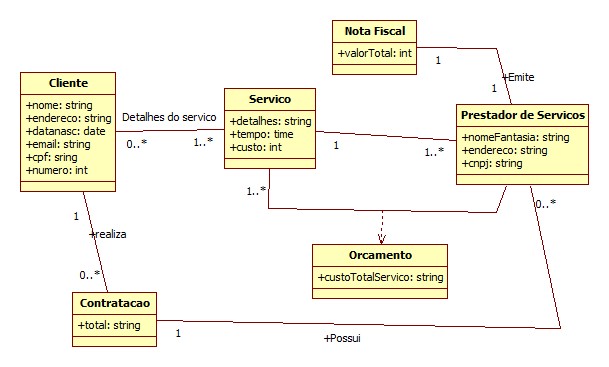 Nota Fiscal
+valorTotal: int
1
1
+Emite
Cliente
+nome: string
+endereco: string
+datanasc: date
+email: string
+cpf: sring
+numero: int
Detalhes do servico
0..*
1..*
Servico
+detalhes: string
+tempo: time
+custo: int
1
1..*
Prestador de Servicos
+nomeFantasia: string
+endereco: string
+cnpj: string
1..*
0..*
1
+realiza
0..*
Orcamento
+custoTotalServico: string
Contratacao
+total: string
1
+Possui